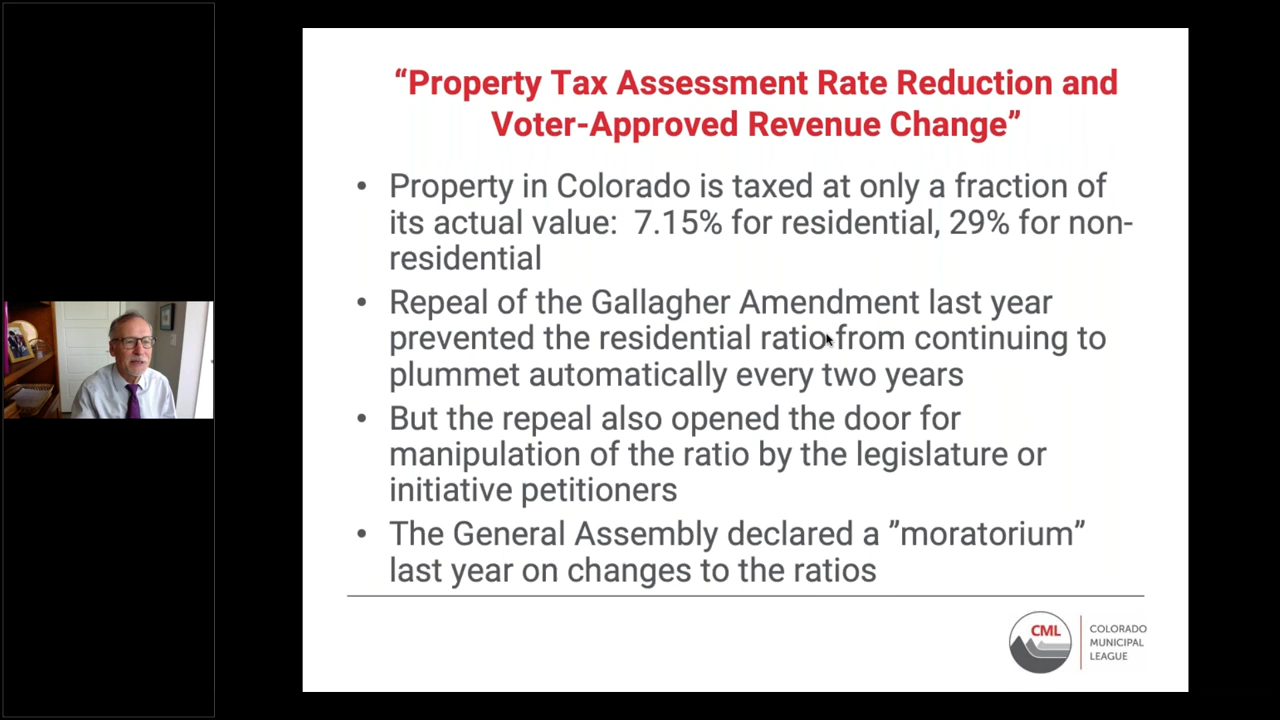 “Property Tax Assessment Rate Reduction and
Voter-Approved Revenue Change”
• Property in Colorado is taxed at only a fraction of
its actual value:  7.15% for residential, 29% for non-
residential
• Repeal of the Gallagher Amendment last year
prevented the residential ratio from continuing to
plummet automatically every two years
• But the repeal also opened the door for
manipulation of the ratio by the legislature or
initiative petitioners
• The General Assembly declared a ”moratorium”
last year on changes to the ratios
CML
COLORADO
MUNICIPAL
LEAGUE